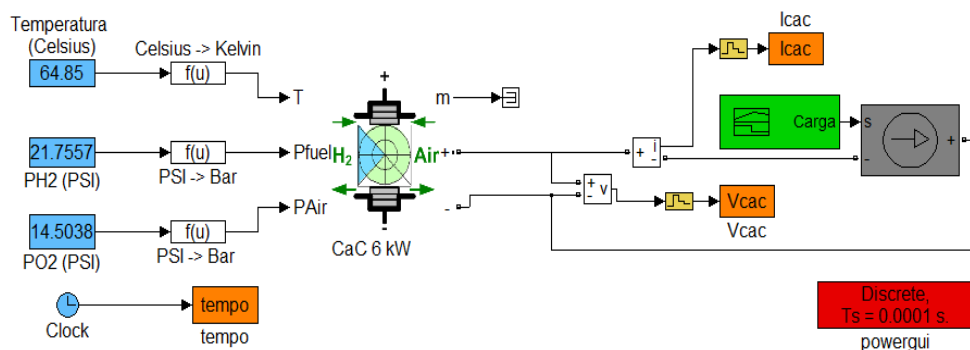 Temperatura
(Celsius)
64.85
Celsius -> Kelvin
f(u)
T
21.7557
PH2 (PSI)
f(u)
PSI -> Bar
Pfuel
14.5038
PO2 (PSI)
f(u)
PSI -> Bar
PAir
+
H2
Air
-
CaC 6 kW
m
+
-
Clock
tempo
tempo
+
i
-
+
-
v
Icac
Icac
Carga
s
-
+
Vcac
Vcac
Discrete,
Ts = 0.0001 s.
powergui